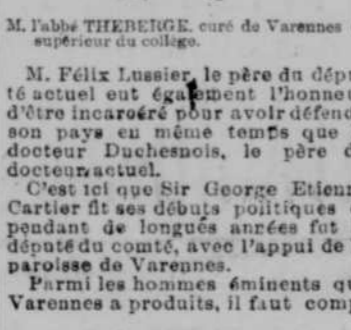 M. l'abbé THEBERGE, curé de Varennes
supérieur du collège.
M. Félix Lussier, le père du dépu
té actuel eut également l'honneu
d'être incarcéré pour avoir défend
son pays en même temps que
docteur Duchesnois, le père d
docteur actuel.
C'est ici que Sir George Etien
Cartier fit ses débuts politiques
pendant de longues années fut
député du comté, avec l'appui de
paroisse de Varennes.
Parmi les hommes éminents qu
Varennes a produits, il faut comp